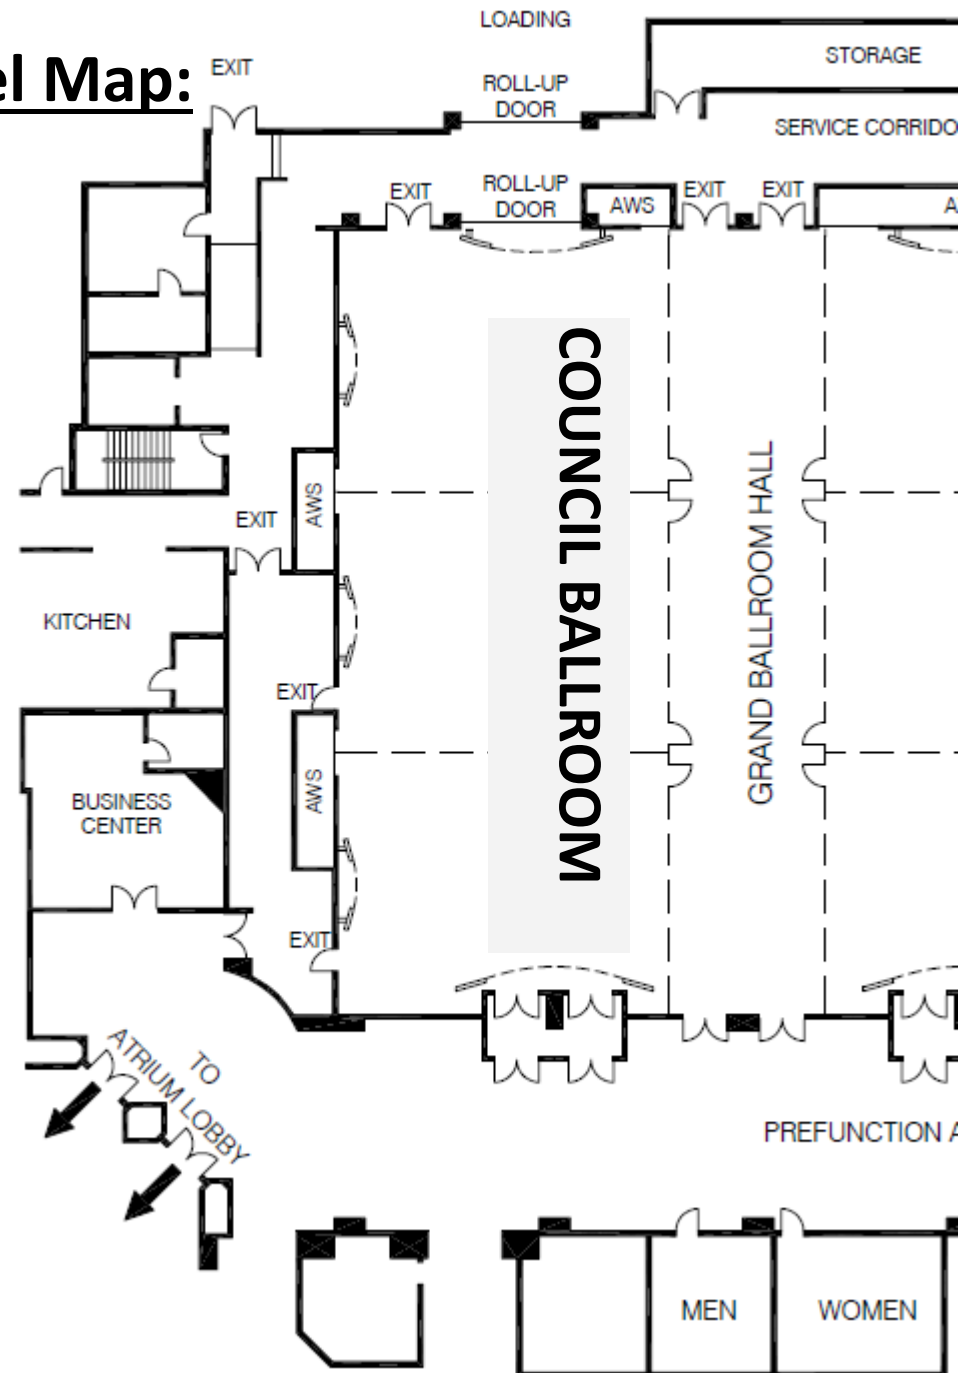 LOADING
el Map:
EXIT
STORAGE
ROLL-UP
DOOR
SERVICE CORRIDO
EXIT
ROLL-UP
DOOR
AWS
EXIT
EXIT
A
COUNCIL BALLROOM
GRAND BALLROOM HALL
AWS
EXIT
KITCHEN
EXIT
AWS
BUSINESS
CENTER
EXIT
TO
ATRIUM LOBBY
PREFUNCTION A
MEN
WOMEN